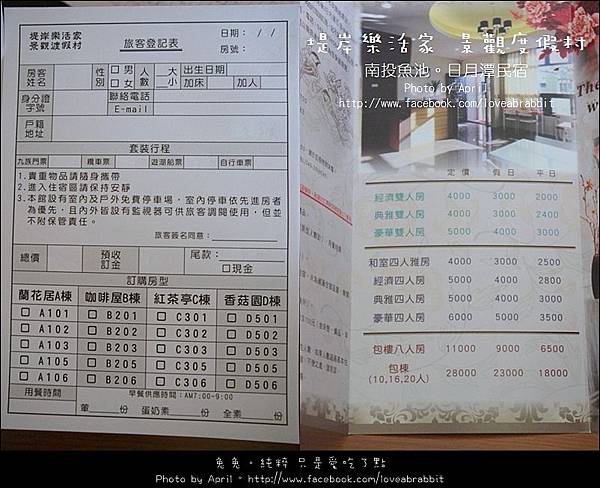 堤岸樂活家
景觀渡假村
旅客登記表
日期： / /
房號：
房客姓名
性別
□男
□女
人數
大
小
出生日期
加床
加人
身分證字號
聯絡電話
E-mail
戶籍地址
套裝行程
九族門票
纜車票
遊湖船票
自行車票
1.貴重物品請隨身攜帶
2.進入住宿區請保持安靜
3.本館設有室內及戶外免費停車場，室內停車依先進房者
為優先，且內外皆設有監視器可供旅客調閱使用，但並
不附保管責任。
旅客簽名同意：
總價
預收訂金
尾款：
□現金
訂購房型
蘭花居A棟 咖啡屋B棟 紅茶亭C棟 香菇園D棟
□ A101 □ B201 □ C301 □ D501
□ A102 □ B202 □ C302 □ D502
□ A103 □ B203 □ C303 □ D503
□ A105 □ B205 □ C305 □ D505
□ A106 □ B206 □ C306 □ D506
用餐時間
早餐供應時間：AM7:00~9:00
葷 份 蛋奶素 份 全素 份
堤岸樂活家 景觀度假村
南投魚池。日月潭民宿
Photo by April
http://www.facebook.com/loveabrabbit
The
定價 假日 平日
經濟雙人房 4000 3000 2000
典雅雙人房 4000 3000 2400
豪華雙人房 5000 4000 3000
和室四人雅房 4000 3000 2500
經濟四人房 5000 4000 2800
典雅四人房 5000 4000 3000
豪華四人房 6000 5000 3500
包樓八人房 11000 9000 6500
包棟 28000 23000 18000
(10,16,20人)
兔兔。純粹 只是愛吃了點
Photo by April。http://www.facebook.com/loveabrabbit